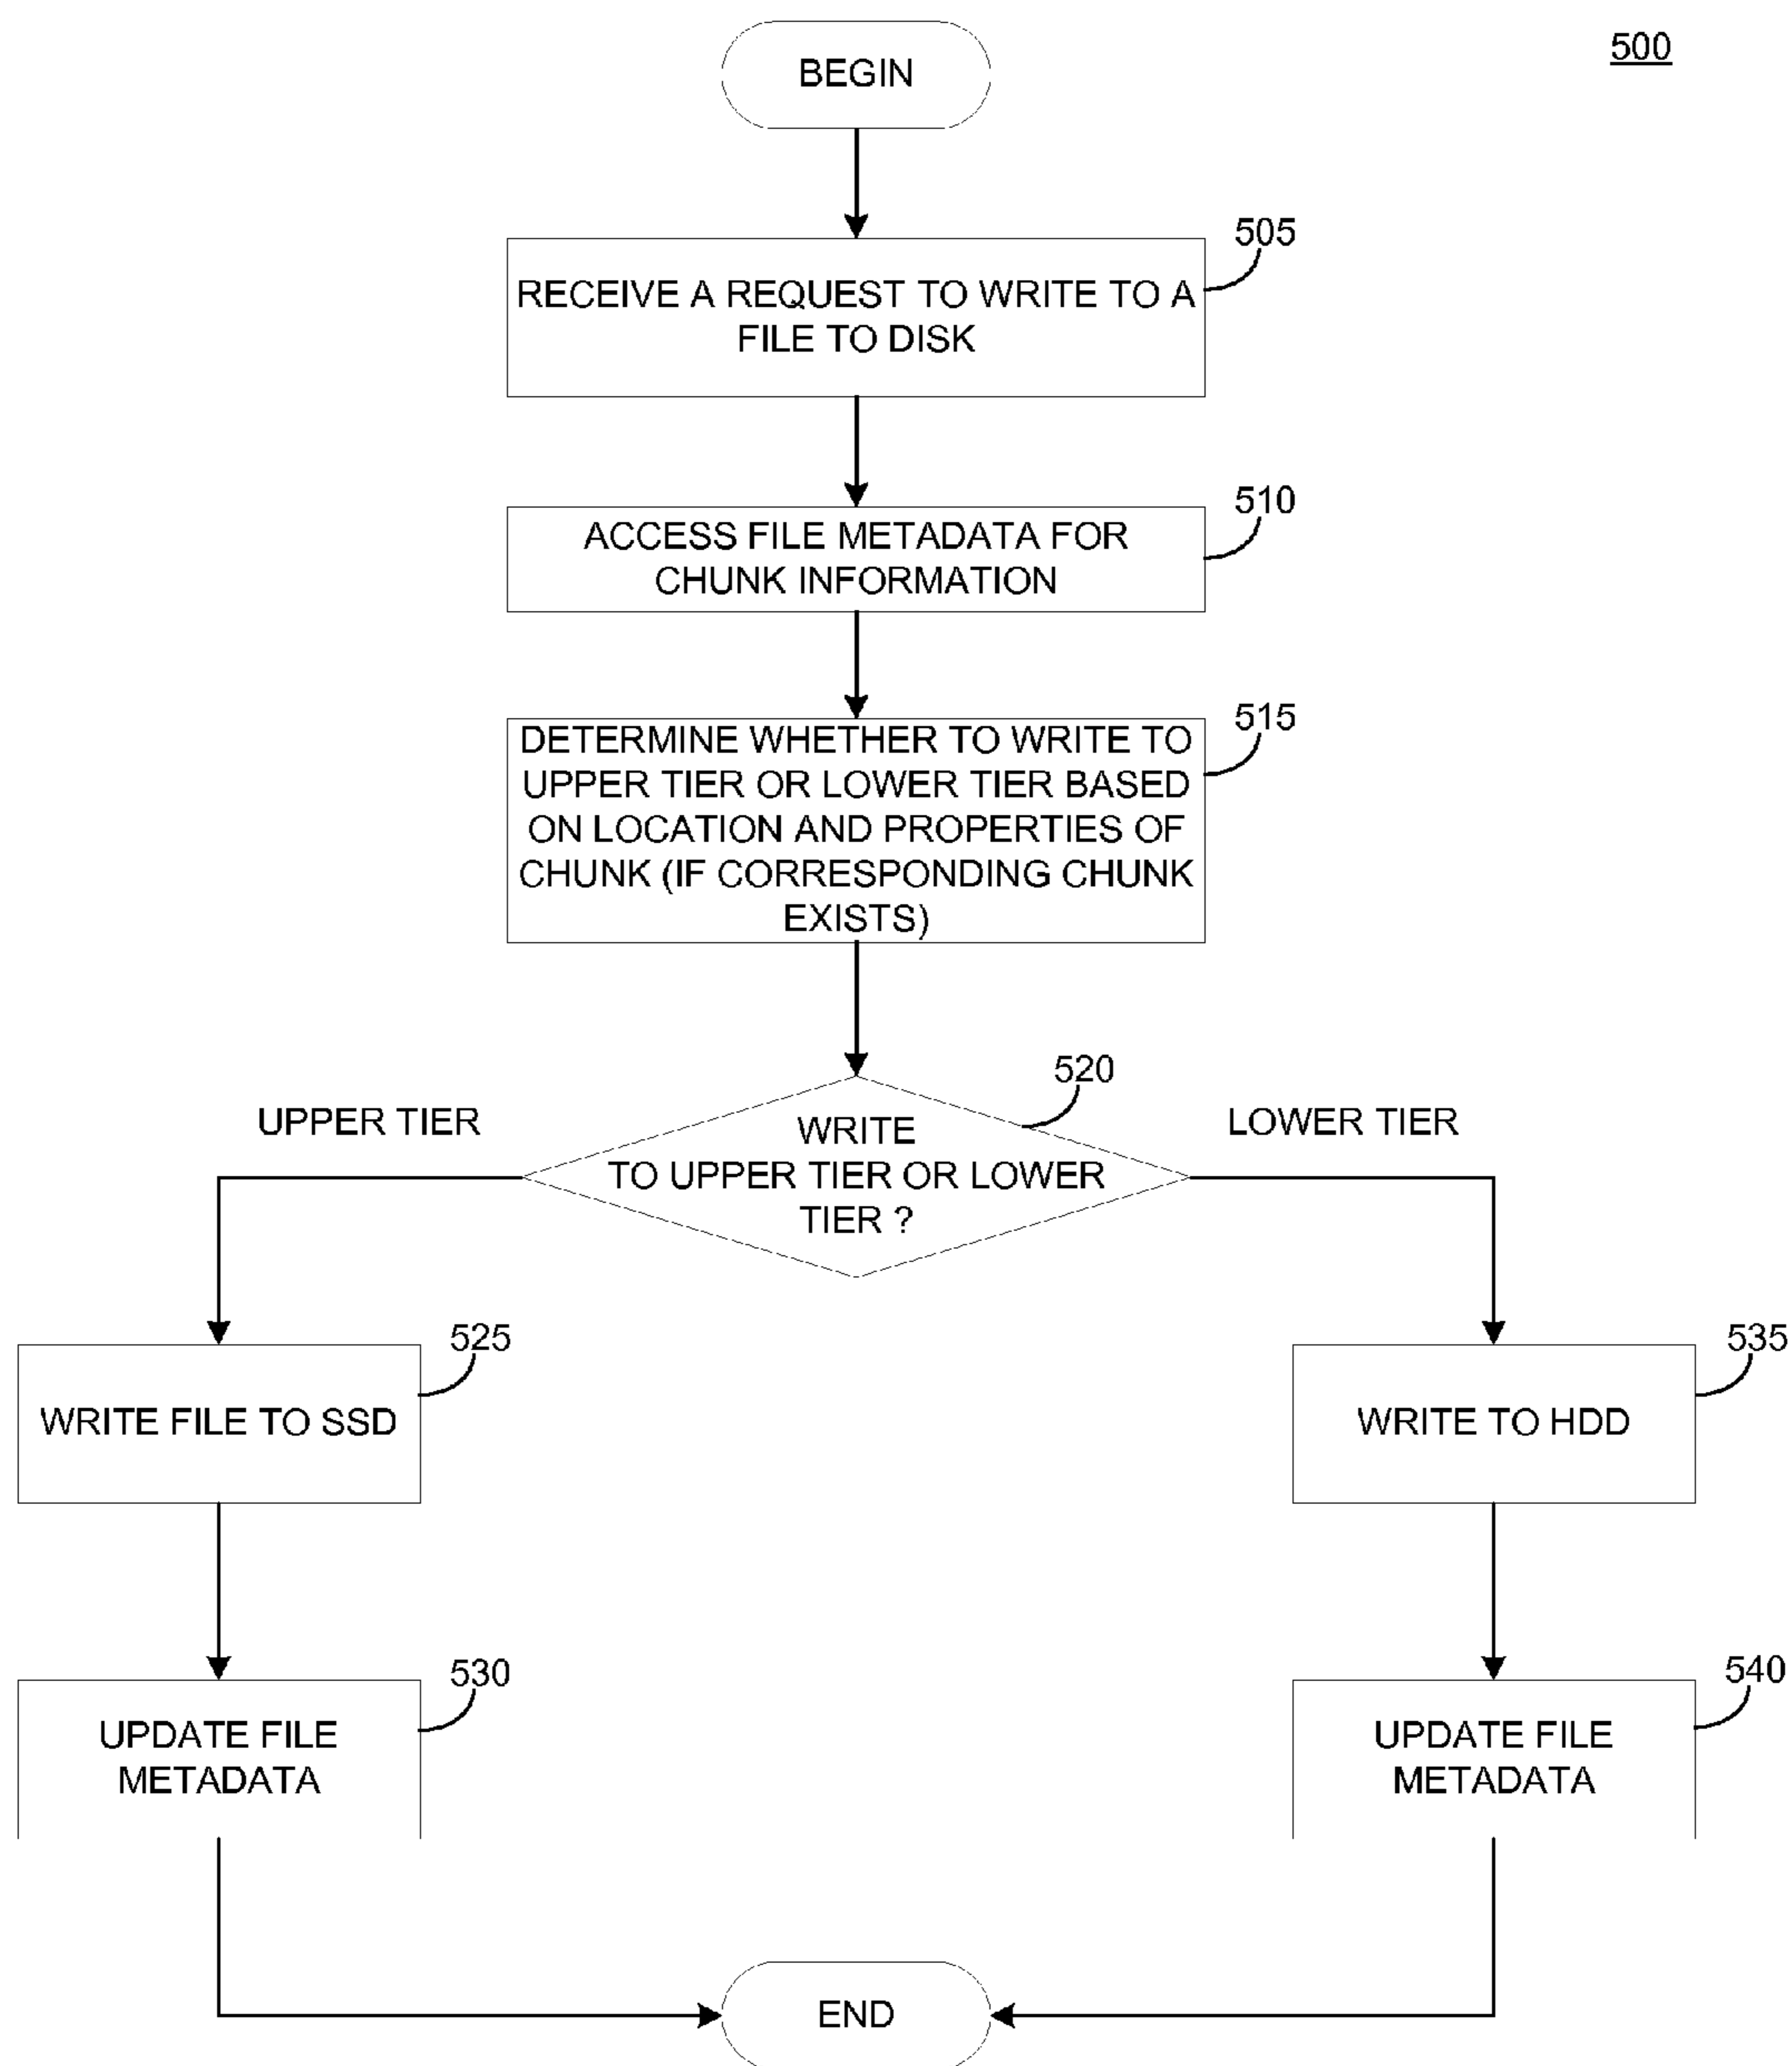 500
BEGIN
505
RECEIVE A REQUEST TO WRITE TO A
FILE TO DISK
510
ACCESS FILE METADATA FOR
CHUNK INFORMATION
515
DETERMINE WHETHER TO WRITE TO
UPPER TIER OR LOWER TIER BASED
ON LOCATION AND PROPERTIES OF
CHUNK (IF CORRESPONDING CHUNK
EXISTS)
520
UPPER TIER
LOWER TIER
WRITE
TO UPPER TIER OR LOWER
TIER ?
525
WRITE FILE TO SSD
535
WRITE TO HDD
530
UPDATE FILE
METADATA
540
UPDATE FILE
METADATA
END